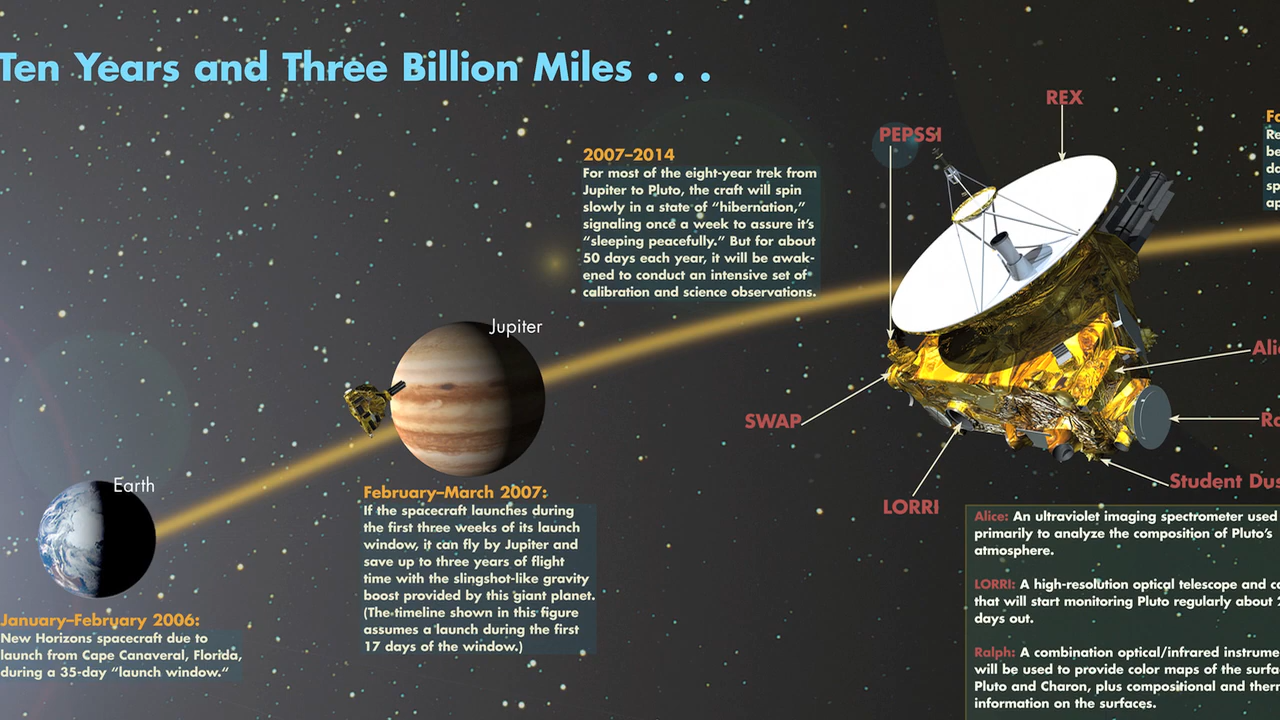 Ten Years and Three Billion Miles . . .
2007–2014
For most of the eight-year trek from
Jupiter to Pluto, the craft will spin
slowly in a state of “hibernation,”
signaling once a week to assure it’s
“sleeping peacefully.” But for about
50 days each year, it will be awak-
ened to conduct an intensive set of
calibration and science observations.
REX
PEPSSI
SWAP
LORRI
Student
Jupiter
February–March 2007:
If the spacecraft launches during
the first three weeks of its launch
window, it can fly by Jupiter and
save up to three years of flight
time with the slingshot-like gravity
boost provided by this giant planet.
(The timeline shown in this figure
assumes a launch during the first
17 days of the window.)
Earth
January–February 2006:
New Horizons spacecraft due to
launch from Cape Canaveral, Florida,
during a 35-day “launch window.”
Alice: An ultraviolet imaging spectrometer used
primarily to analyze the composition of Pluto’s
atmosphere.
LORRI: A high-resolution optical telescope and
that will start monitoring Pluto regularly about
days out.
Ralph: A combination optical/infrared
will be used to provide color maps of the
Pluto and Charon, plus compositional and
information on the surfaces.